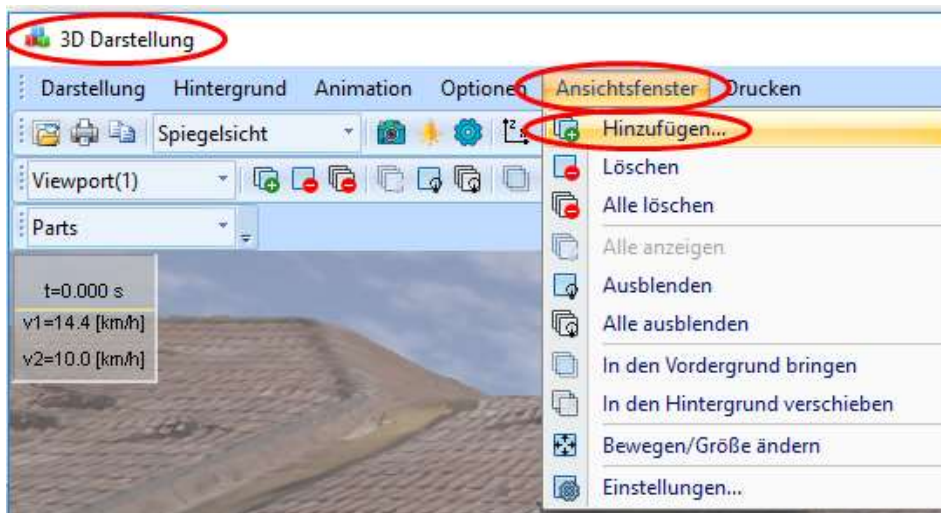 3D Darstellung
Darstellung Hintergrund Animation Optionen Ansichtsfenster Drucken
Spiegelsicht
Hinzufügen...
Viewport(1)
Löschen
Alle löschen
Parts
Alle anzeigen
t=0.000 s
Ausblenden
v1=14.4 [km/h]
Alle ausblenden
v2=10.0 [km/h]
In den Vordergrund bringen
In den Hintergrund verschieben
Bewegen/Größe ändern
Einstellungen...